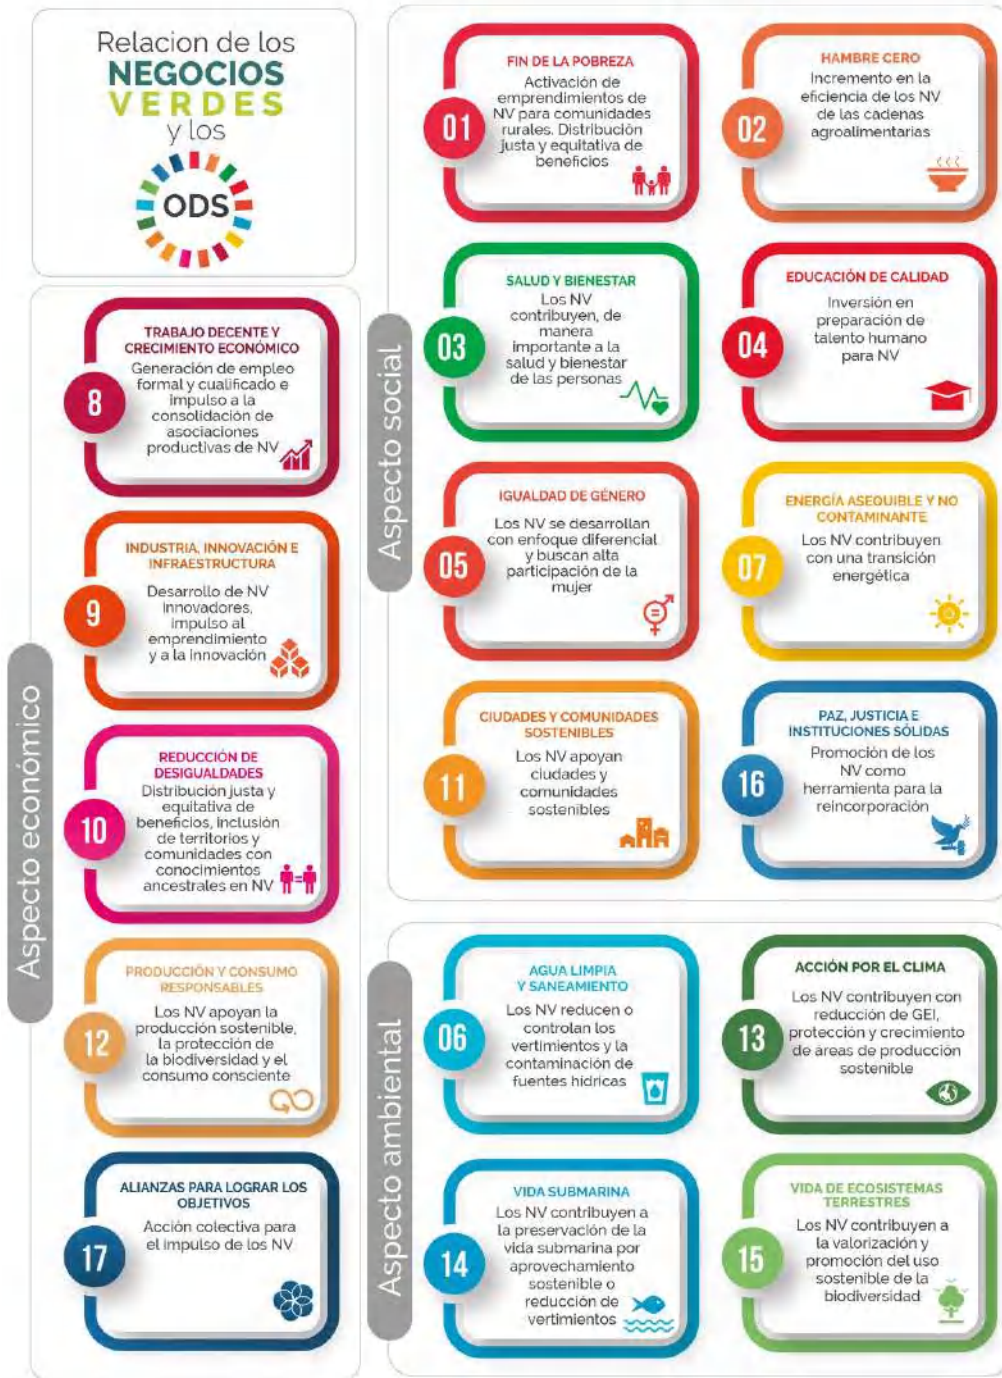 Relacion de los
NEGOCIOS
VERDES
y los
ODS
Aspecto económico
8
TRABAJO DECENTE Y
CRECIMIENTO ECONÓMICO
Generación de empleo
formal y cualificado e
impulso a la
consolidación de
asociaciones
productivas de NV
9
INDUSTRIA, INNOVACIÓN E
INFRAESTRUCTURA
Desarrollo de NV
innovadores,
impulso al
emprendimiento
y a la innovación
10
REDUCCIÓN DE
DESIGUALDADES
Distribución justa y
equitativa de
beneficios, inclusión
de territorios y
comunidades con
conocimientos
ancestrales en NV
12
PRODUCCIÓN Y CONSUMO
RESPONSABLES
Los NV apoyan la
producción sostenible,
la protección de
la biodiversidad y el
consumo consciente
17
ALIANZAS PARA LOGRAR LOS
OBJETIVOS
Acción colectiva para
el impulso de los NV
Aspecto social
01
FIN DE LA POBREZA
Activación de
emprendimientos de
NV para comunidades
rurales. Distribución
justa y equitativa de
beneficios
02
HAMBRE CERO
Incremento en la
eficiencia de los NV
de las cadenas
agroalimentarias
03
SALUD Y BIENESTAR
Los NV
contribuyen, de
manera
importante a la
salud y bienestar
de las personas
04
EDUCACIÓN DE CALIDAD
Inversión en
preparación de
talento humano
para NV
05
IGUALDAD DE GÉNERO
Los NV se desarrollan
con enfoque diferencial
y buscan alta
participación de la
mujer
07
ENERGÍA ASEQUIBLE Y NO
CONTAMINANTE
Los NV contribuyen
con una transición
energética
11
CIUDADES Y COMUNIDADES
SOSTENIBLES
Los NV apoyan
ciudades y
comunidades
sostenibles
16
PAZ, JUSTICIA E
INSTITUCIONES SÓLIDAS
Promoción de los
NV como
herramienta para la
reincorporación
Aspecto ambiental
06
AGUA LIMPIA
Y SANEAMIENTO
Los NV reducen o
controlan los
vertimientos y la
contaminación de
fuentes hídricas
13
ACCIÓN POR EL CLIMA
Los NV contribuyen con
reducción de GEI,
protección y crecimiento
de áreas de producción
sostenible
14
VIDA SUBMARINA
Los NV contribuyen a
la preservación de la
vida submarina por
aprovechamiento
sostenible o
reducción de
vertimientos
15
VIDA DE ECOSISTEMAS
TERRESTRES
Los NV contribuyen a
la valorización y
promoción del uso
sostenible de la
biodiversidad